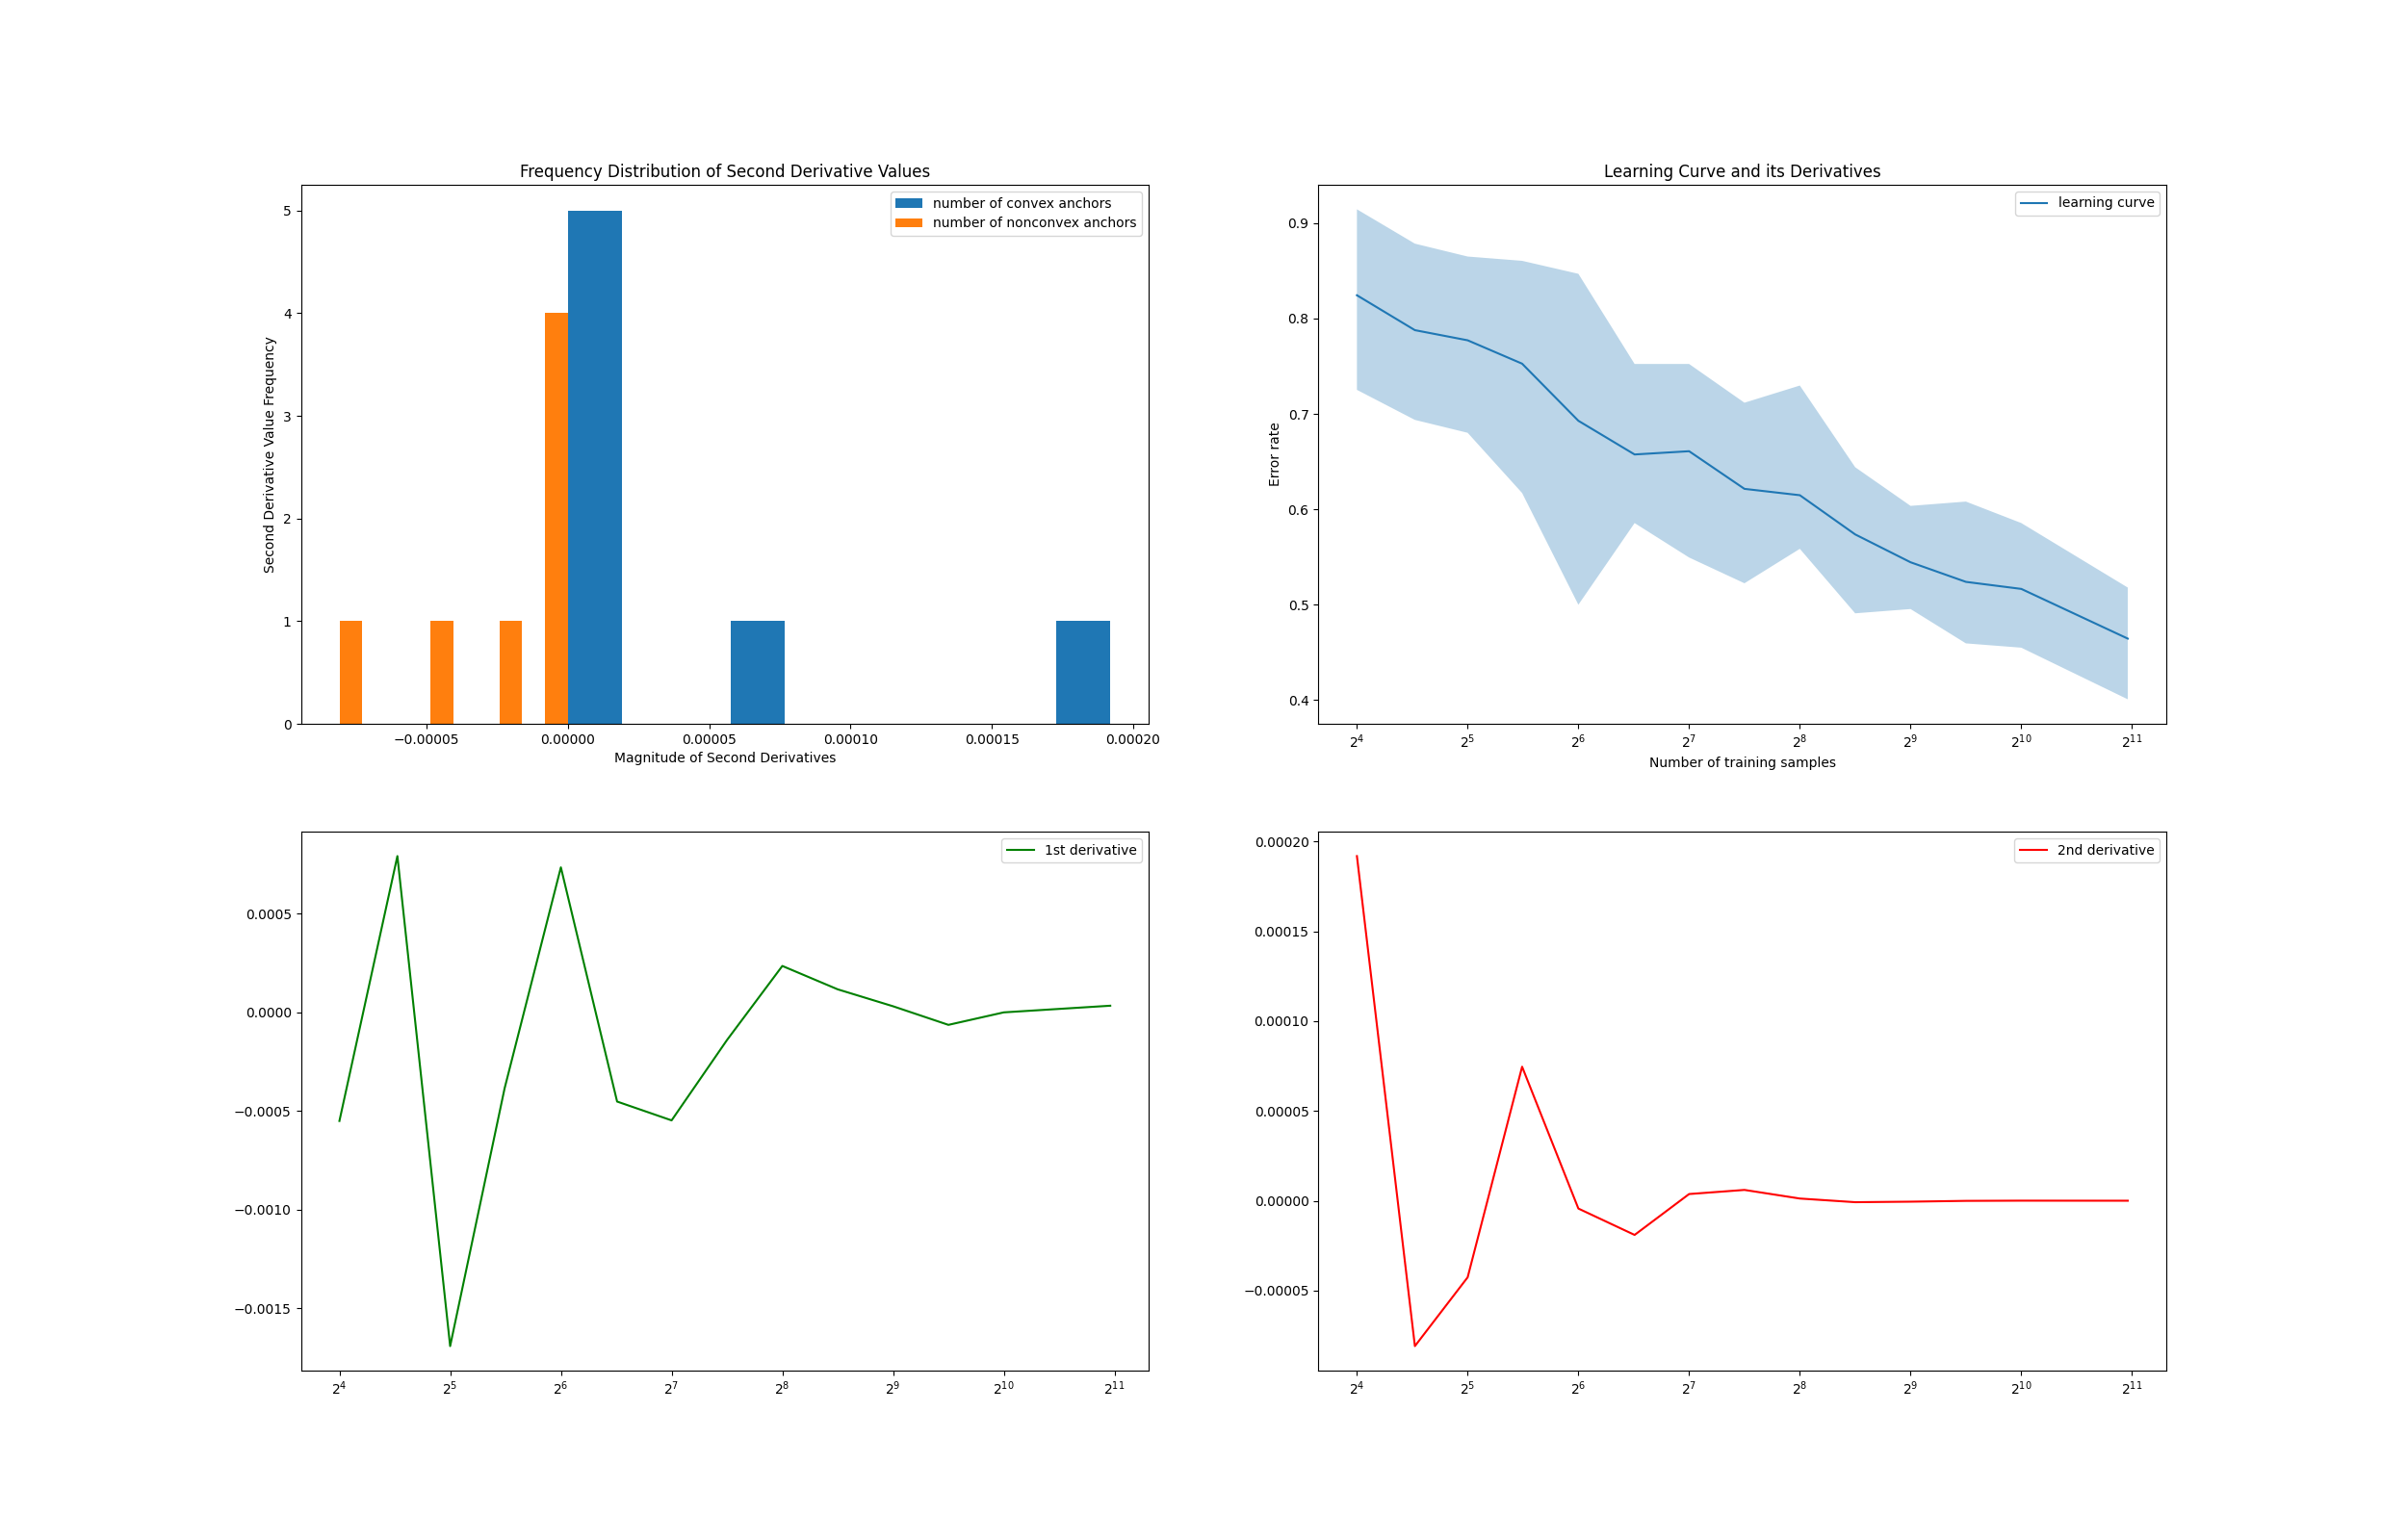 Frequency Distribution of Second Derivative Values
number of convex anchors
number of nonconvex anchors
5
4
3
2
1
0
Second Derivative Value Frequency
−0.00005 0.00000 0.00005 0.00010 0.00015 0.00020
Magnitude of Second Derivatives
Learning Curve and its Derivatives
learning curve
0.9
0.8
0.7
0.6
0.5
0.4
Error rate
2⁴ 2⁵ 2⁶ 2⁷ 2⁸ 2⁹ 2¹⁰ 2¹¹
Number of training samples
1st derivative
0.0005
0.0000
−0.0005
−0.0010
−0.0015
2⁴ 2⁵ 2⁶ 2⁷ 2⁸ 2⁹ 2¹⁰ 2¹¹
2nd derivative
0.00020
0.00015
0.00010
0.00005
0.00000
−0.00005
2⁴ 2⁵ 2⁶ 2⁷ 2⁸ 2⁹ 2¹⁰ 2¹¹